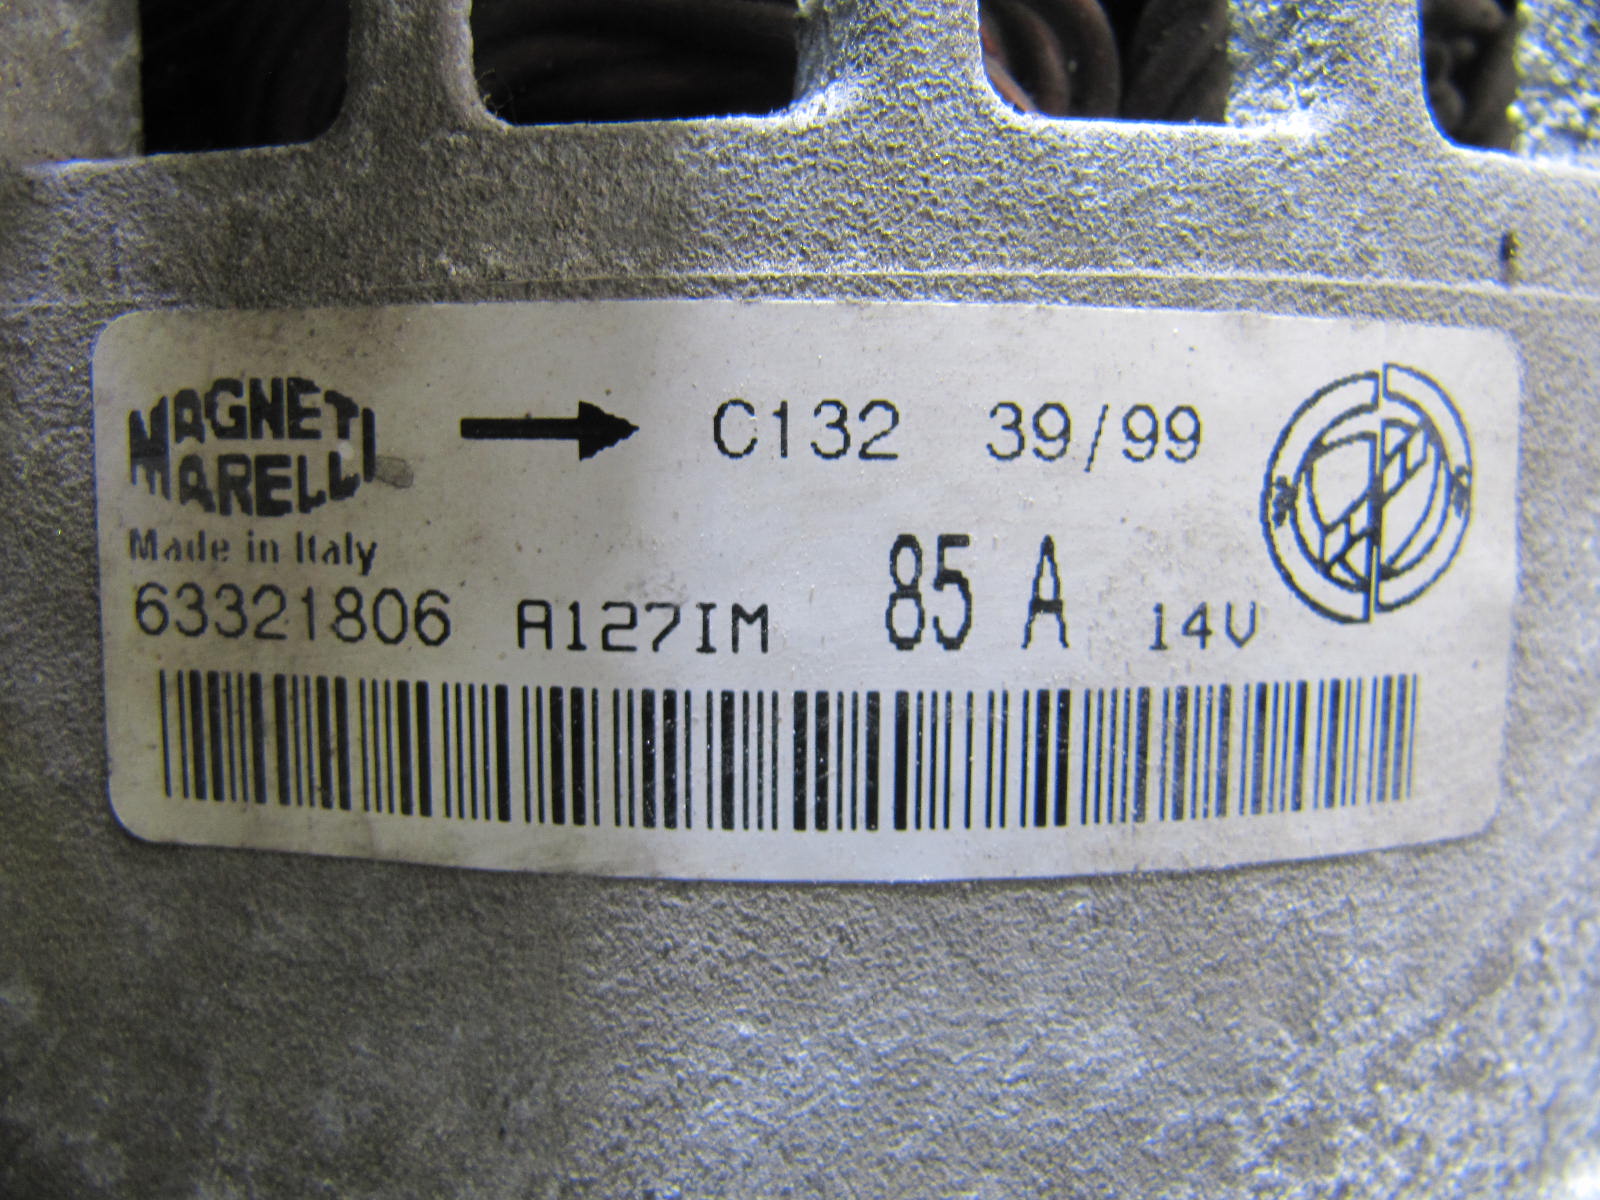 MAGNETI
MARELLI
C132 39/99
Made in Italy
63321806 A127IM 85 A 14V